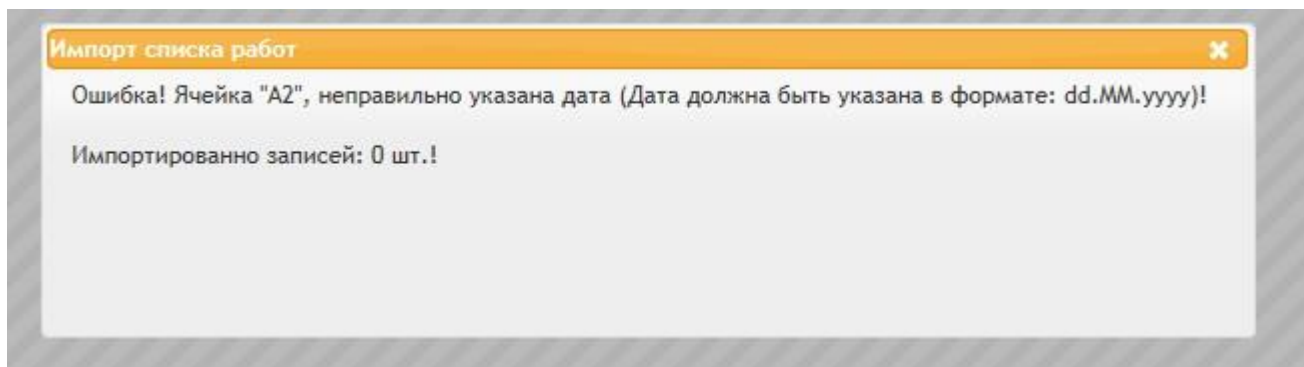 Импорт списка работ
Ошибка! Ячейка "A2", неправильно указана дата (Дата должна быть указана в формате: dd.MM.yyyy)!
Импортированно записей: 0 шт.!